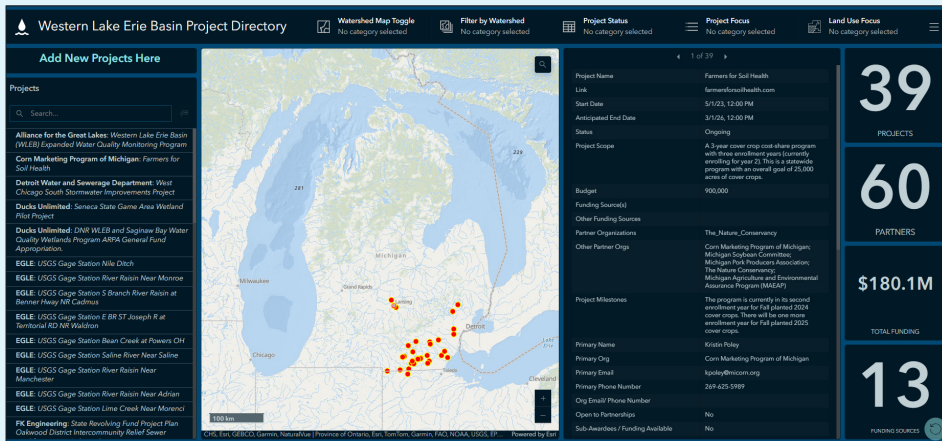 Western Lake Erie Basin Project Directory
Watershed Map Toggle
No category selected
Filter by Watershed
No category selected
Project Status
No category selected
Project Focus
No category selected
Land Use Focus
No category selected
Add New Projects Here
Projects
Search...
Alliance for the Great Lakes: Western Lake Erie Basin
(WLEB) Expanded Water Quality Monitoring Program
Corn Marketing Program of Michigan: Farmers for
Soil Health
Detroit Water and Sewerage Department: West
Chicago South Stormwater Improvements Project
Ducks Unlimited: Seneca State Game Area Wetland
Pilot Project
Ducks Unlimited: DNR WLEB and Saginaw Bay Water
Quality Wetlands Program ARPA General Fund
Appropriation.
EGLE: USGS Gage Station Nile Ditch
EGLE: USGS Gage Station River Raisin Near Monroe
EGLE: USGS Gage Station S Branch River Raisin at
Benner Hwy NR Cadmus
EGLE: USGS Gage Station E BR ST Joseph R at
Territorial RD NR Waldron
EGLE: USGS Gage Station Bean Creek at Powers OH
EGLE: USGS Gage Station Saline River Near Saline
EGLE: USGS Gage Station River Raisin Near
Manchester
EGLE: USGS Gage Station River Raisin Near Adrian
EGLE: USGS Gage Station Lime Creek Near Morenci
FK Engineering: State Revolving Fund Project Plan
Oakwood District Intercommunity Relief Sewer
229
281
Michigan
Milwaukee
Grand Rapids
Lansing
Detroit
Chicago
Toledo
Lake
Erie
Cleveland
+
−
100 km
CHS, Esri, GEBCO, Garmin, NaturalVue | Province of Ontario, Esri, TomTom, Garmin, FAO, NOAA, USGS, EP...
Powered by Esri
1 of 39
Project Name Farmers for Soil Health
Link farmersforsoilhealth.com
Start Date 5/1/23, 12:00 PM
Anticipated End Date 3/1/26, 12:00 PM
Status Ongoing
Project Scope A 3-year cover crop cost-share program
with three enrollment years (currently
enrolling for year 2). This is a statewide
program with an overall goal of 25,000
acres of cover crops.
Budget 900,000
Funding Source(s)
Other Funding Sources
Partner Organizations The_Nature_Conservancy
Other Partner Orgs Corn Marketing Program of Michigan;
Michigan Soybean Committee;
Michigan Pork Producers Association;
The Nature Conservancy;
Michigan Agriculture and Environmental
Assurance Program (MAEAP)
Project Milestones The program is currently in its second
enrollment year for Fall planted 2024
cover crops. There will be one more
enrollment year for Fall planted 2025
cover crops.
Primary Name Kristin Poley
Primary Org Corn Marketing Program of Michigan
Primary Email kpoley@micorn.org
Primary Phone Number 269-625-5989
Org Email/ Phone Number
Open to Partnerships No
Sub-Awardees / Funding Available No
39
PROJECTS
60
PARTNERS
$180.1M
TOTAL FUNDING
13
FUNDING SOURCES